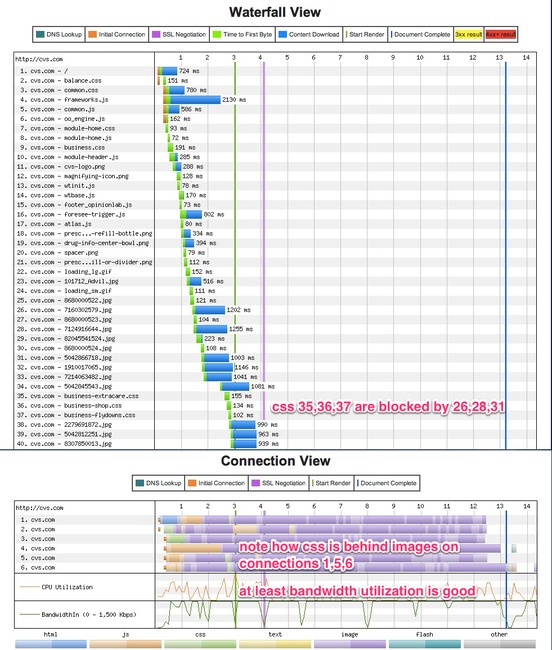 Waterfall View
DNS Lookup Initial Connection SSL Negotiation Time to First Byte Content Download Start Render Document Complete 3xx result 4xx+ result
http://cvs.com 1 2 3 4 5 6 7 8 9 10 11 12 13 14
1. cvs.com - / 724 ms
2. cvs.com - balance.css 151 ms
3. cvs.com - common.css 780 ms
4. cvs.com - frameworks.js 2130 ms
5. cvs.com - common.js 586 ms
6. cvs.com - oo_engine.js 162 ms
7. cvs.com - module-home.css 93 ms
8. cvs.com - module-home.js 72 ms
9. cvs.com - business.css 191 ms
10. cvs.com - module-header.js 285 ms
11. cvs.com - cvs-logo.png 288 ms
12. cvs.com - magnifying-icon.png 128 ms
13. cvs.com - wtinit.js 78 ms
14. cvs.com - wtbase.js 170 ms
15. cvs.com - footer_opinionlab.js 73 ms
16. cvs.com - foresee-trigger.js 802 ms
17. cvs.com - atlas.js 80 ms
18. cvs.com - presc...-refill-bottle.png 334 ms
19. cvs.com - drug-info-center-bowl.png 394 ms
20. cvs.com - spacer.png 79 ms
21. cvs.com - presc...ill-or-divider.png 112 ms
22. cvs.com - loading_lg.gif 152 ms
23. cvs.com - 101712_Advil.jpg 516 ms
24. cvs.com - loading_sm.gif 111 ms
25. cvs.com - 8680000522.jpg 121 ms
26. cvs.com - 7160302579.jpg 1202 ms
27. cvs.com - 8680000523.jpg 104 ms
28. cvs.com - 7124916644.jpg 1255 ms
29. cvs.com - 82045541524.jpg 223 ms
30. cvs.com - 8680000524.jpg 108 ms
31. cvs.com - 5042866718.jpg 1003 ms
32. cvs.com - 1910017065.jpg 1146 ms
33. cvs.com - 7214063482.jpg 1041 ms
34. cvs.com - 5042845543.jpg 1081 ms
35. cvs.com - business-extracare.css 155 ms
36. cvs.com - business-shop.css 134 ms
37. cvs.com - business-flydowns.css 102 ms
css 35,36,37 are blocked by 26,28,31
38. cvs.com - 2279691872.jpg 990 ms
39. cvs.com - 5042812251.jpg 963 ms
40. cvs.com - 8307850013.jpg 939 ms
Connection View
DNS Lookup Initial Connection SSL Negotiation Start Render Document Complete
http://cvs.com 1 2 3 4 5 6 7 8 9 10 11 12 13 14
1. cvs.com
2. cvs.com
3. cvs.com
4. cvs.com
5. cvs.com
6. cvs.com
note how css is behind images on
connections 1,5,6
CPU Utilization
at least bandwidth utilization is good
BandwidthIn (0 - 1,500 Kbps)
html js css text image flash other